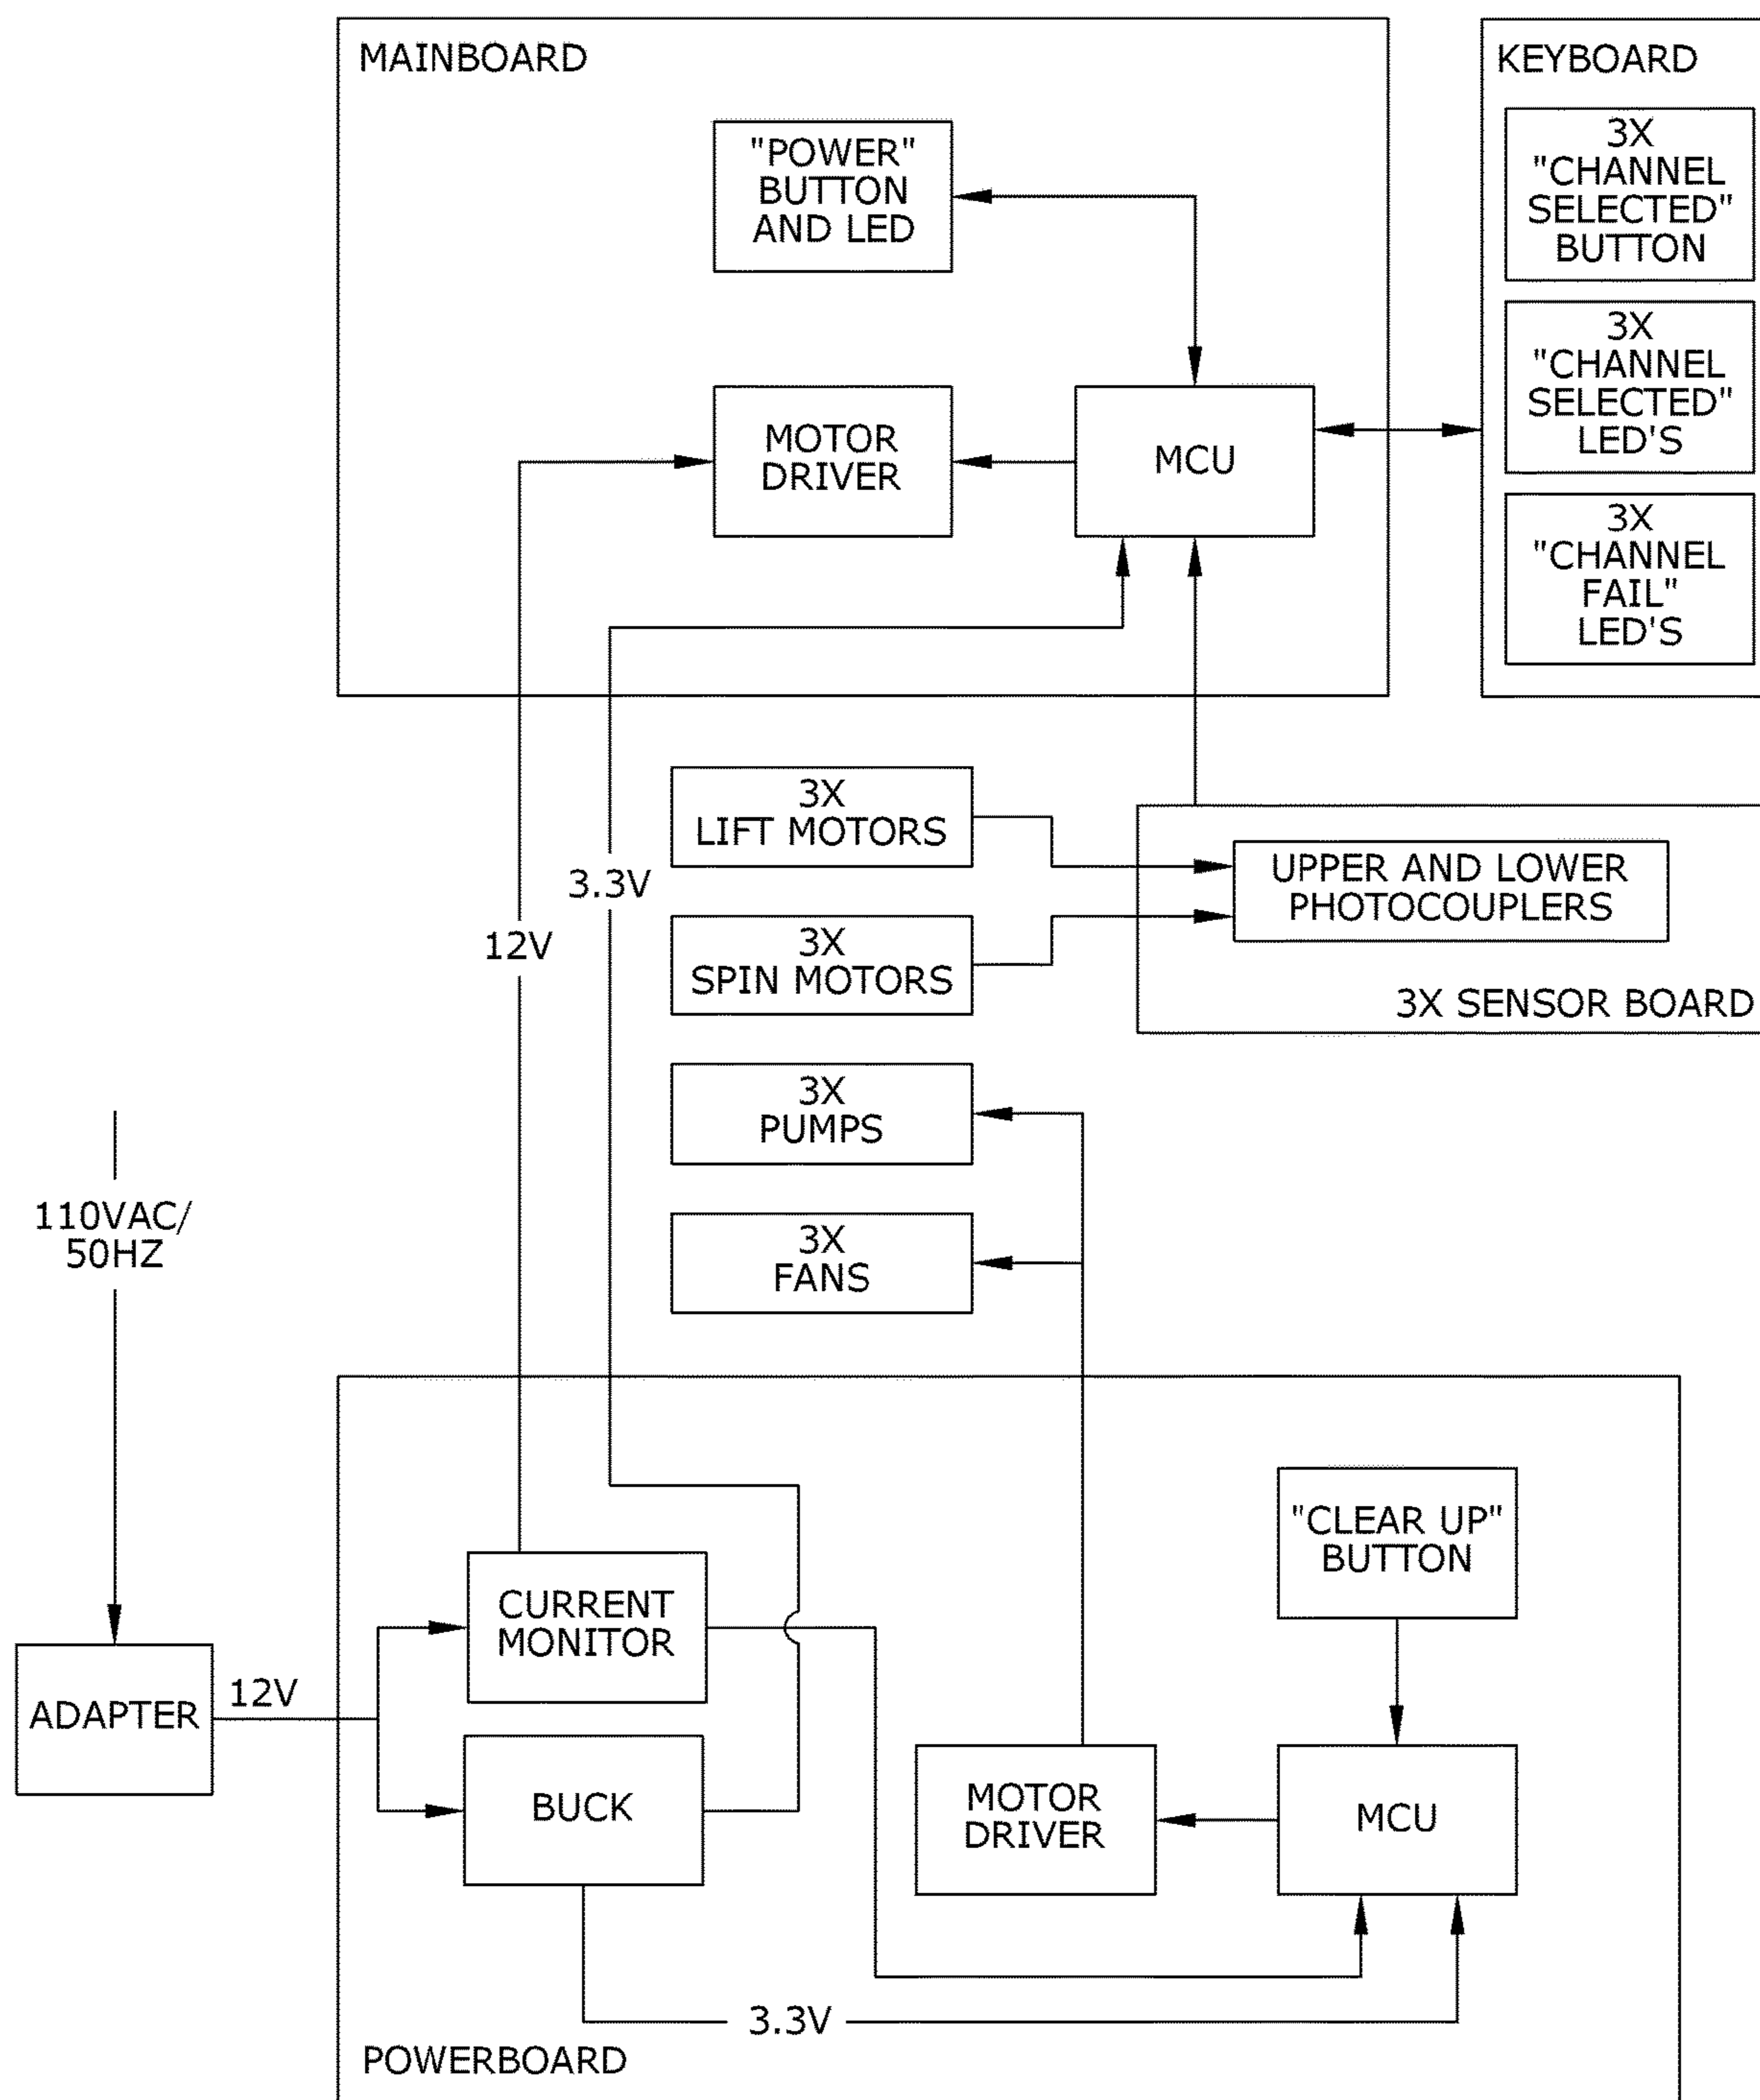 MAINBOARD
"POWER"
BUTTON
AND LED
MOTOR
DRIVER
MCU
KEYBOARD
3X
"CHANNEL
SELECTED"
BUTTON
3X
"CHANNEL
SELECTED"
LED'S
3X
"CHANNEL
FAIL"
LED'S
3X
LIFT MOTORS
3.3V
UPPER AND LOWER
PHOTOCOUPLERS
12V
3X
SPIN MOTORS
3X SENSOR BOARD
3X
PUMPS
110VAC/
50HZ
3X
FANS
"CLEAR UP"
BUTTON
CURRENT
MONITOR
ADAPTER
12V
BUCK
MOTOR
DRIVER
MCU
3.3V
POWERBOARD